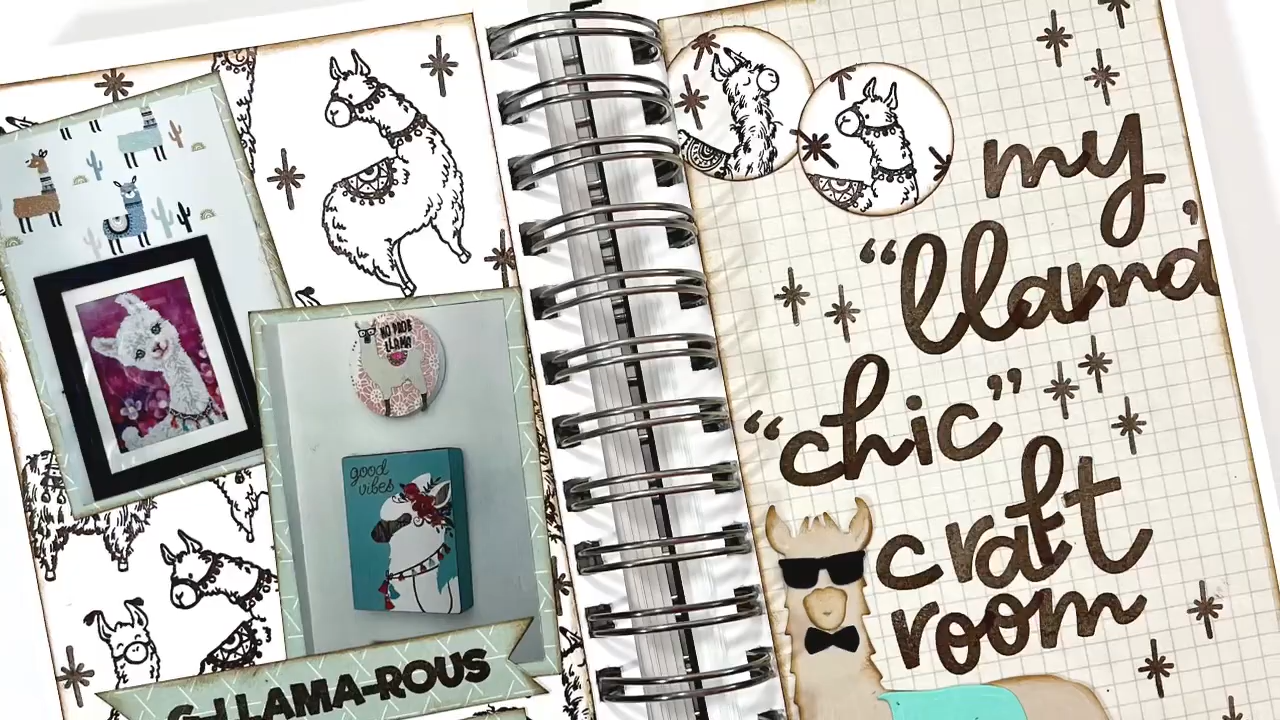 NO PROB
LLAMA
good
vibes
G-LLAMA-ROUS
my
“llama”
“chic”
craft
room